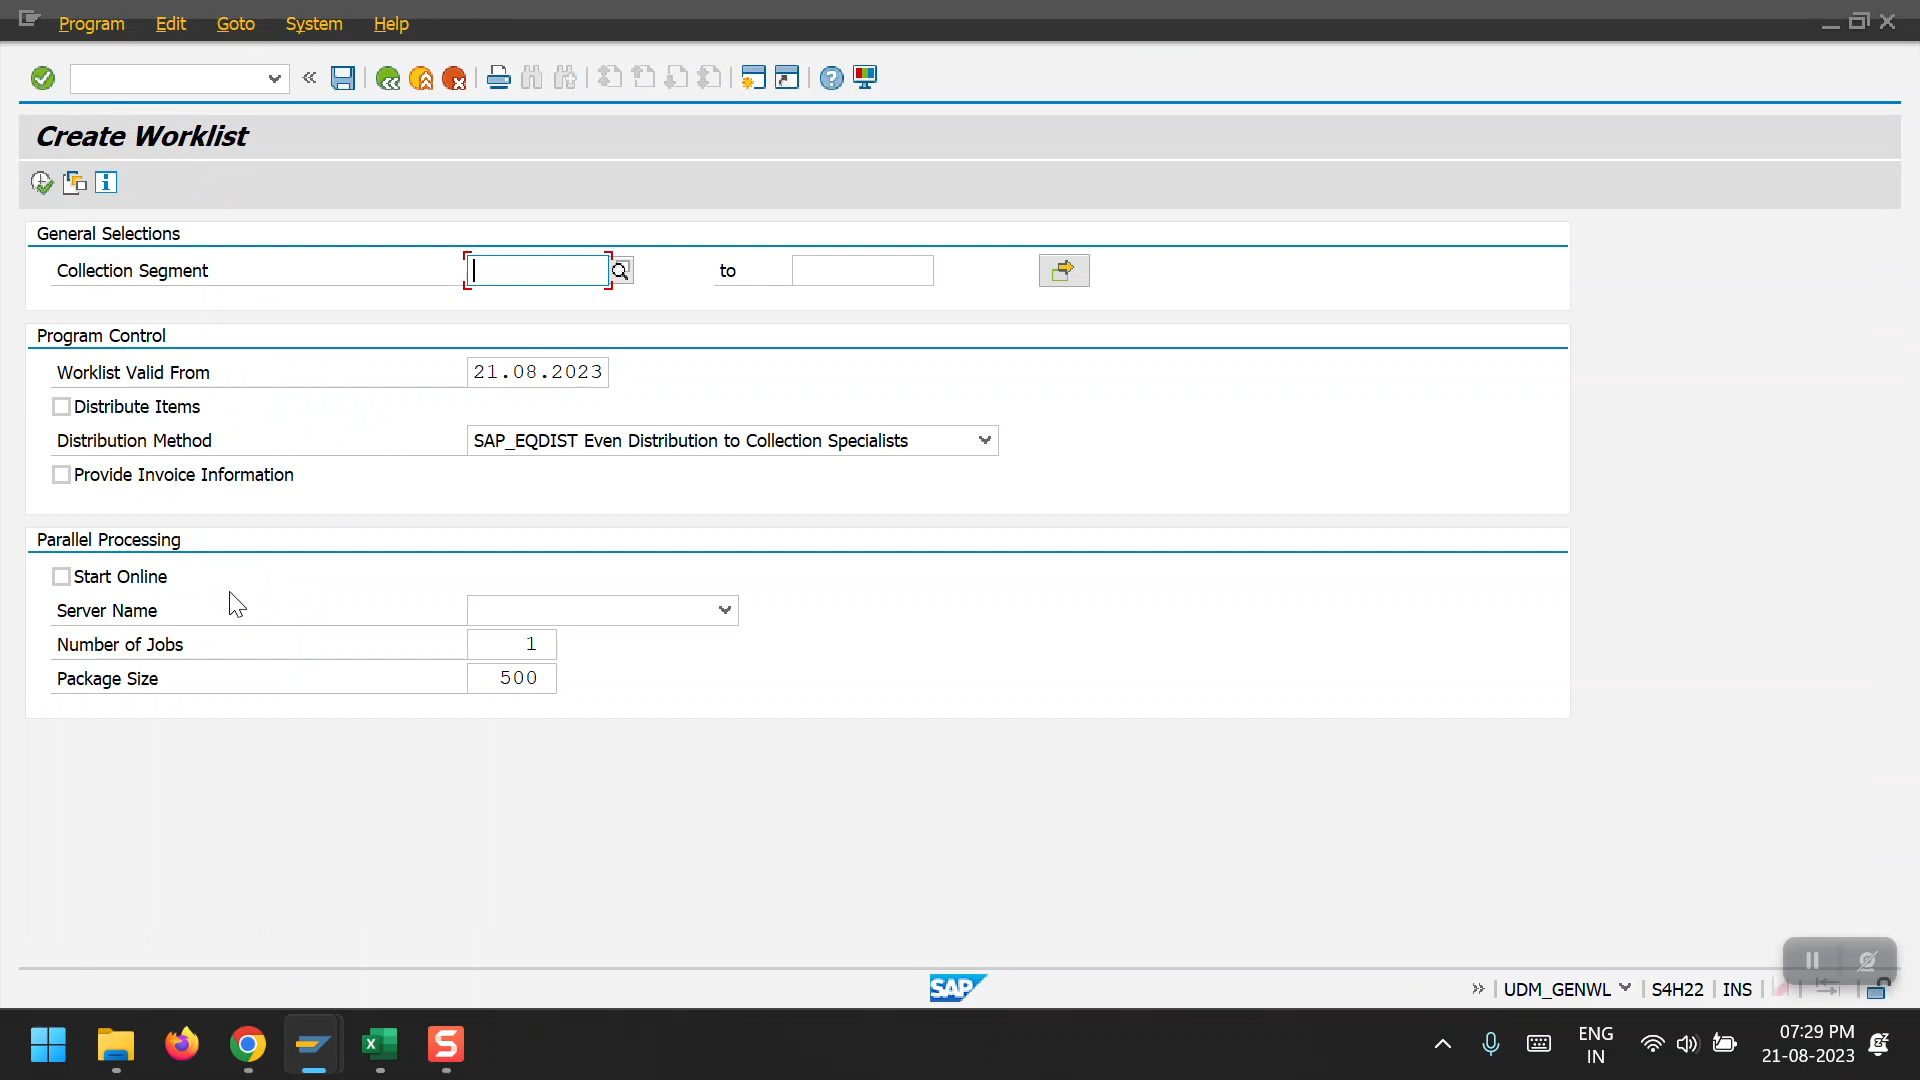 Program Edit Goto System Help
Create Worklist
General Selections
Collection Segment to
Program Control
Worklist Valid From 21.08.2023
Distribute Items
Distribution Method SAP_EQDIST Even Distribution to Collection Specialists
Provide Invoice Information
Parallel Processing
Start Online
Server Name
Number of Jobs 1
Package Size 500
SAP UDM_GENWL S4H22 INS
ENG 07:29 PM
IN 21-08-2023